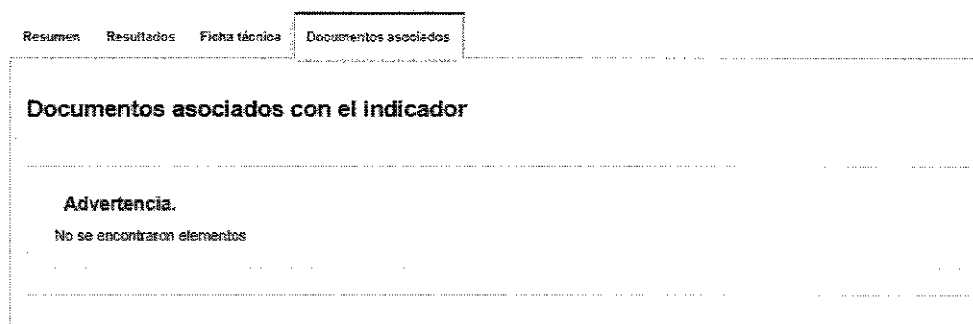 Resumen Resultados Ficha técnica Documentos asociados
Documentos asociados con el indicador
Advertencia.
No se encontraron elementos